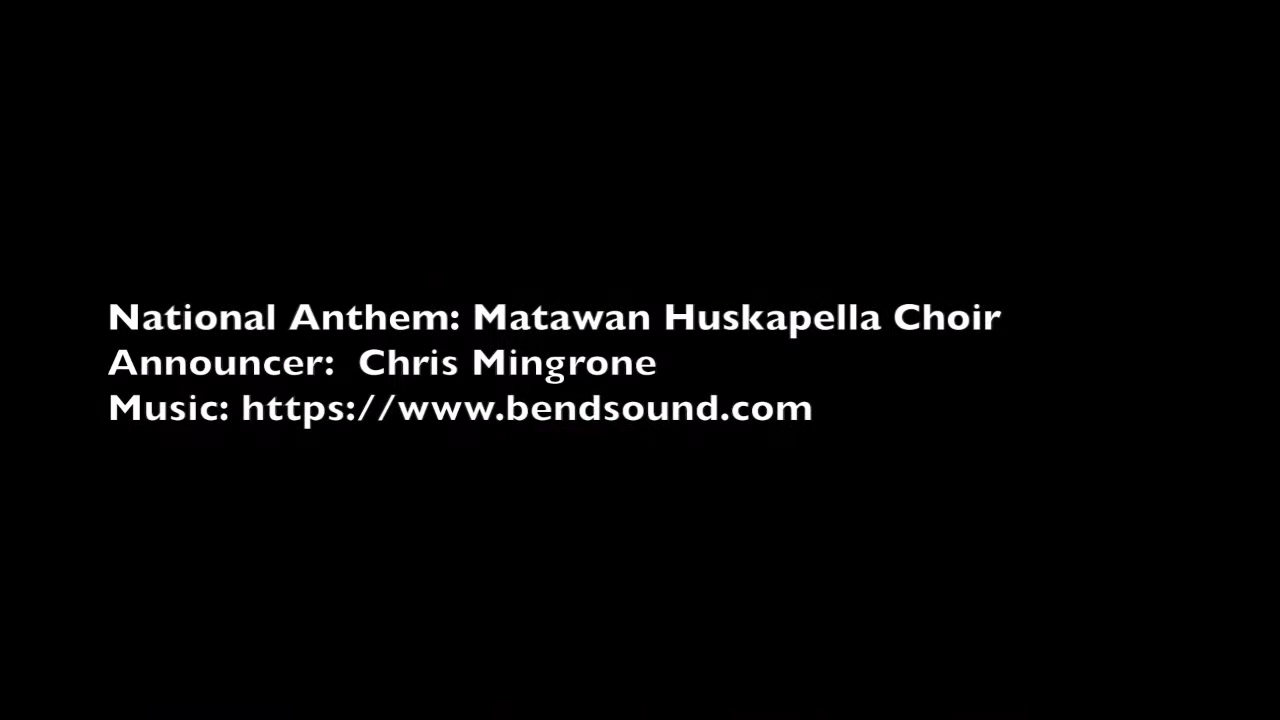 National Anthem: Matawan Huskapella Choir
Announcer:  Chris Mingrone
Music: https://www.bendsound.com